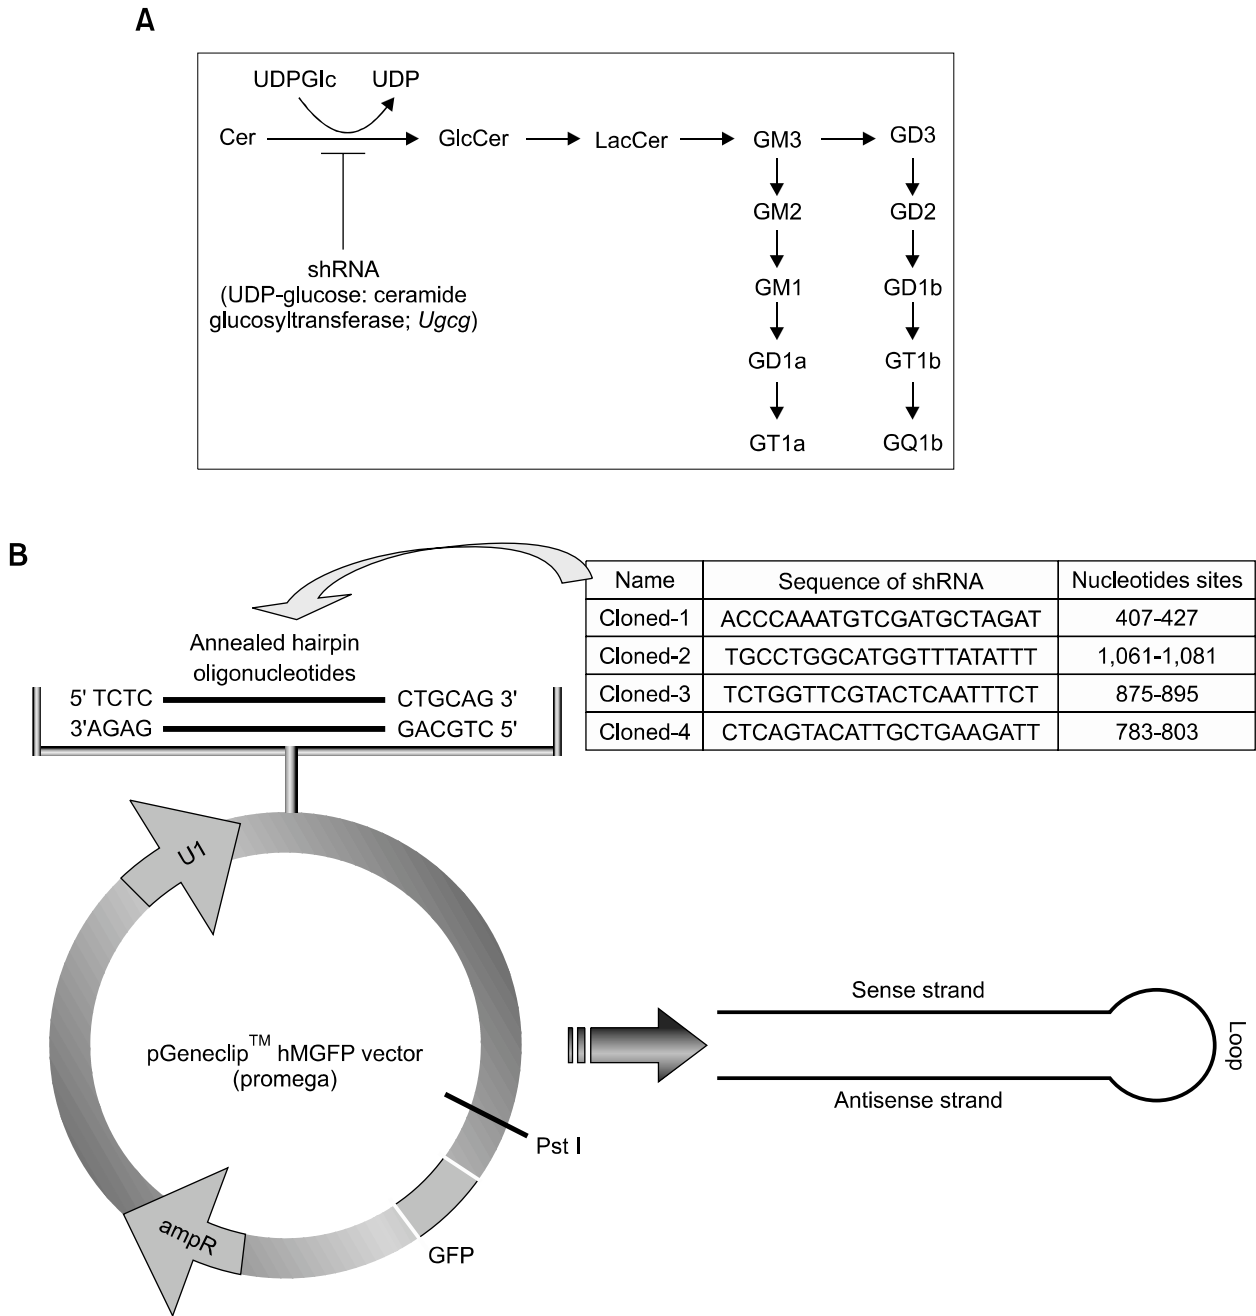 A
UDPGlc UDP
Cer GlcCer LacCer GM3 GD3
GM2 GD2
shRNA
(UDP-glucose: ceramide
glucosyltransferase; Ugcg)
GM1 GD1b
GD1a GT1b
GT1a GQ1b
B
Name Sequence of shRNA Nucleotides sites
Cloned-1 ACCCAAATGTCGATGCTAGAT 407-427
Cloned-2 TGCCTGGCATGGTTTATATTT 1,061-1,081
Cloned-3 TCTGGTTCGTACTCAATTTCT 875-895
Cloned-4 CTCAGTACATTGCTGAAGATT 783-803
Annealed hairpin
oligonucleotides
5' TCTC CTGCAG 3'
3'AGAG GACGTC 5'
U1
pGeneclip™ hMGFP vector
(promega)
Pst I
GFP
ampR
Sense strand
Loop
Antisense strand